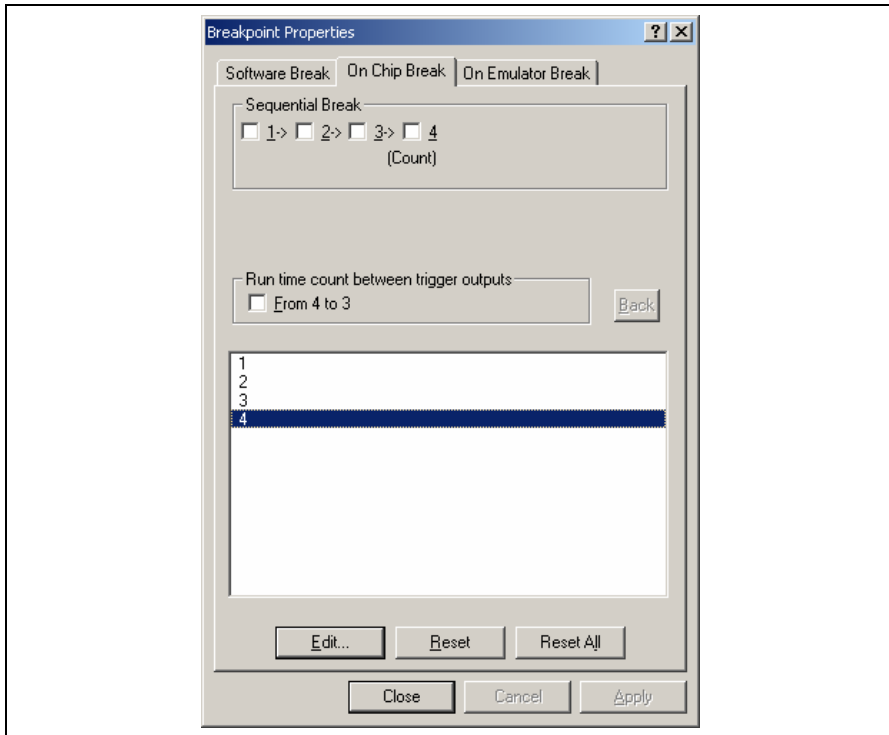 Breakpoint Properties
Software Break On Chip Break On Emulator Break
Sequential Break
1-> 2-> 3-> 4
(Count)
Run time count between trigger outputs
From 4 to 3
Back
1
2
3
4
Edit... Reset Reset All
Close Cancel Apply